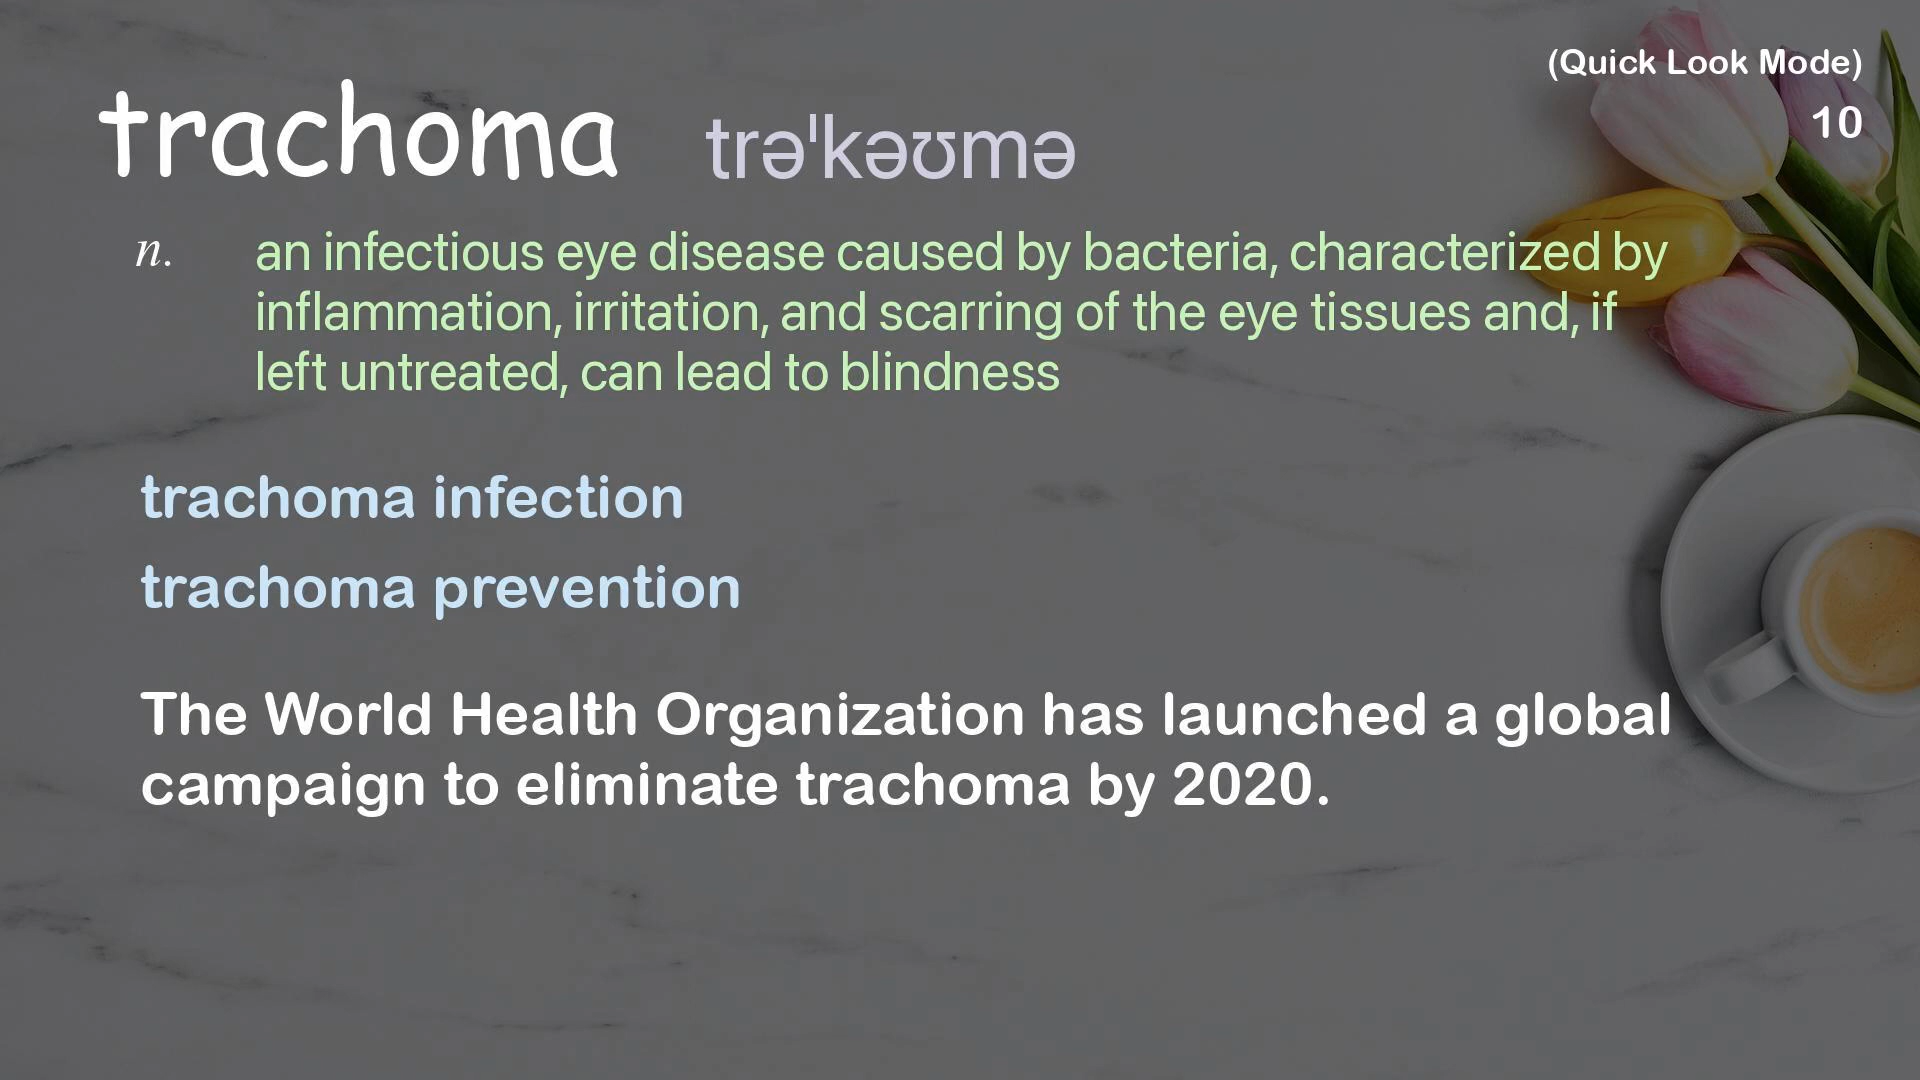 (Quick Look Mode)
10
trachoma trə'kəʊmə
n. an infectious eye disease caused by bacteria, characterized by
inflammation, irritation, and scarring of the eye tissues and, if
left untreated, can lead to blindness
trachoma infection
trachoma prevention
The World Health Organization has launched a global
campaign to eliminate trachoma by 2020.